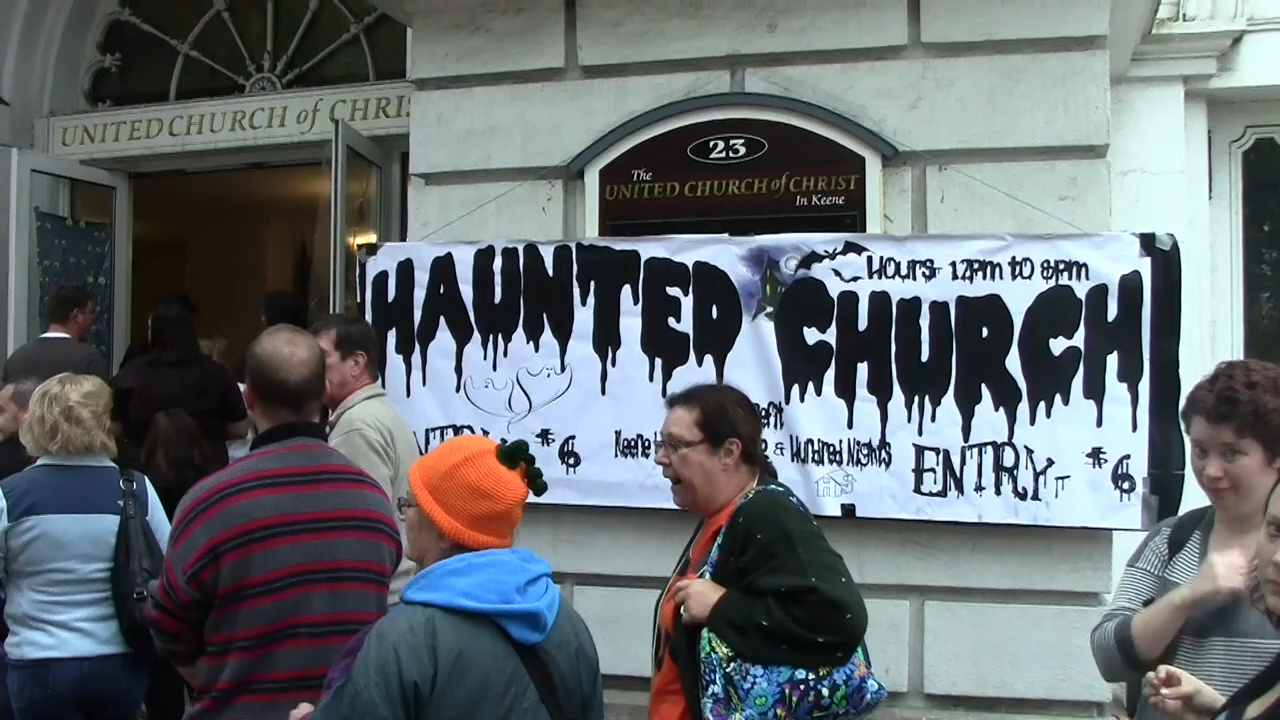 UNITED CHURCH of CHRIS
23
The
UNITED CHURCH of CHRIST
In Keene
HAUNTED CHURCH
HOURS- 12pm to 8pm
$6
Keene
& Hundred Nights
ENTRY- $6